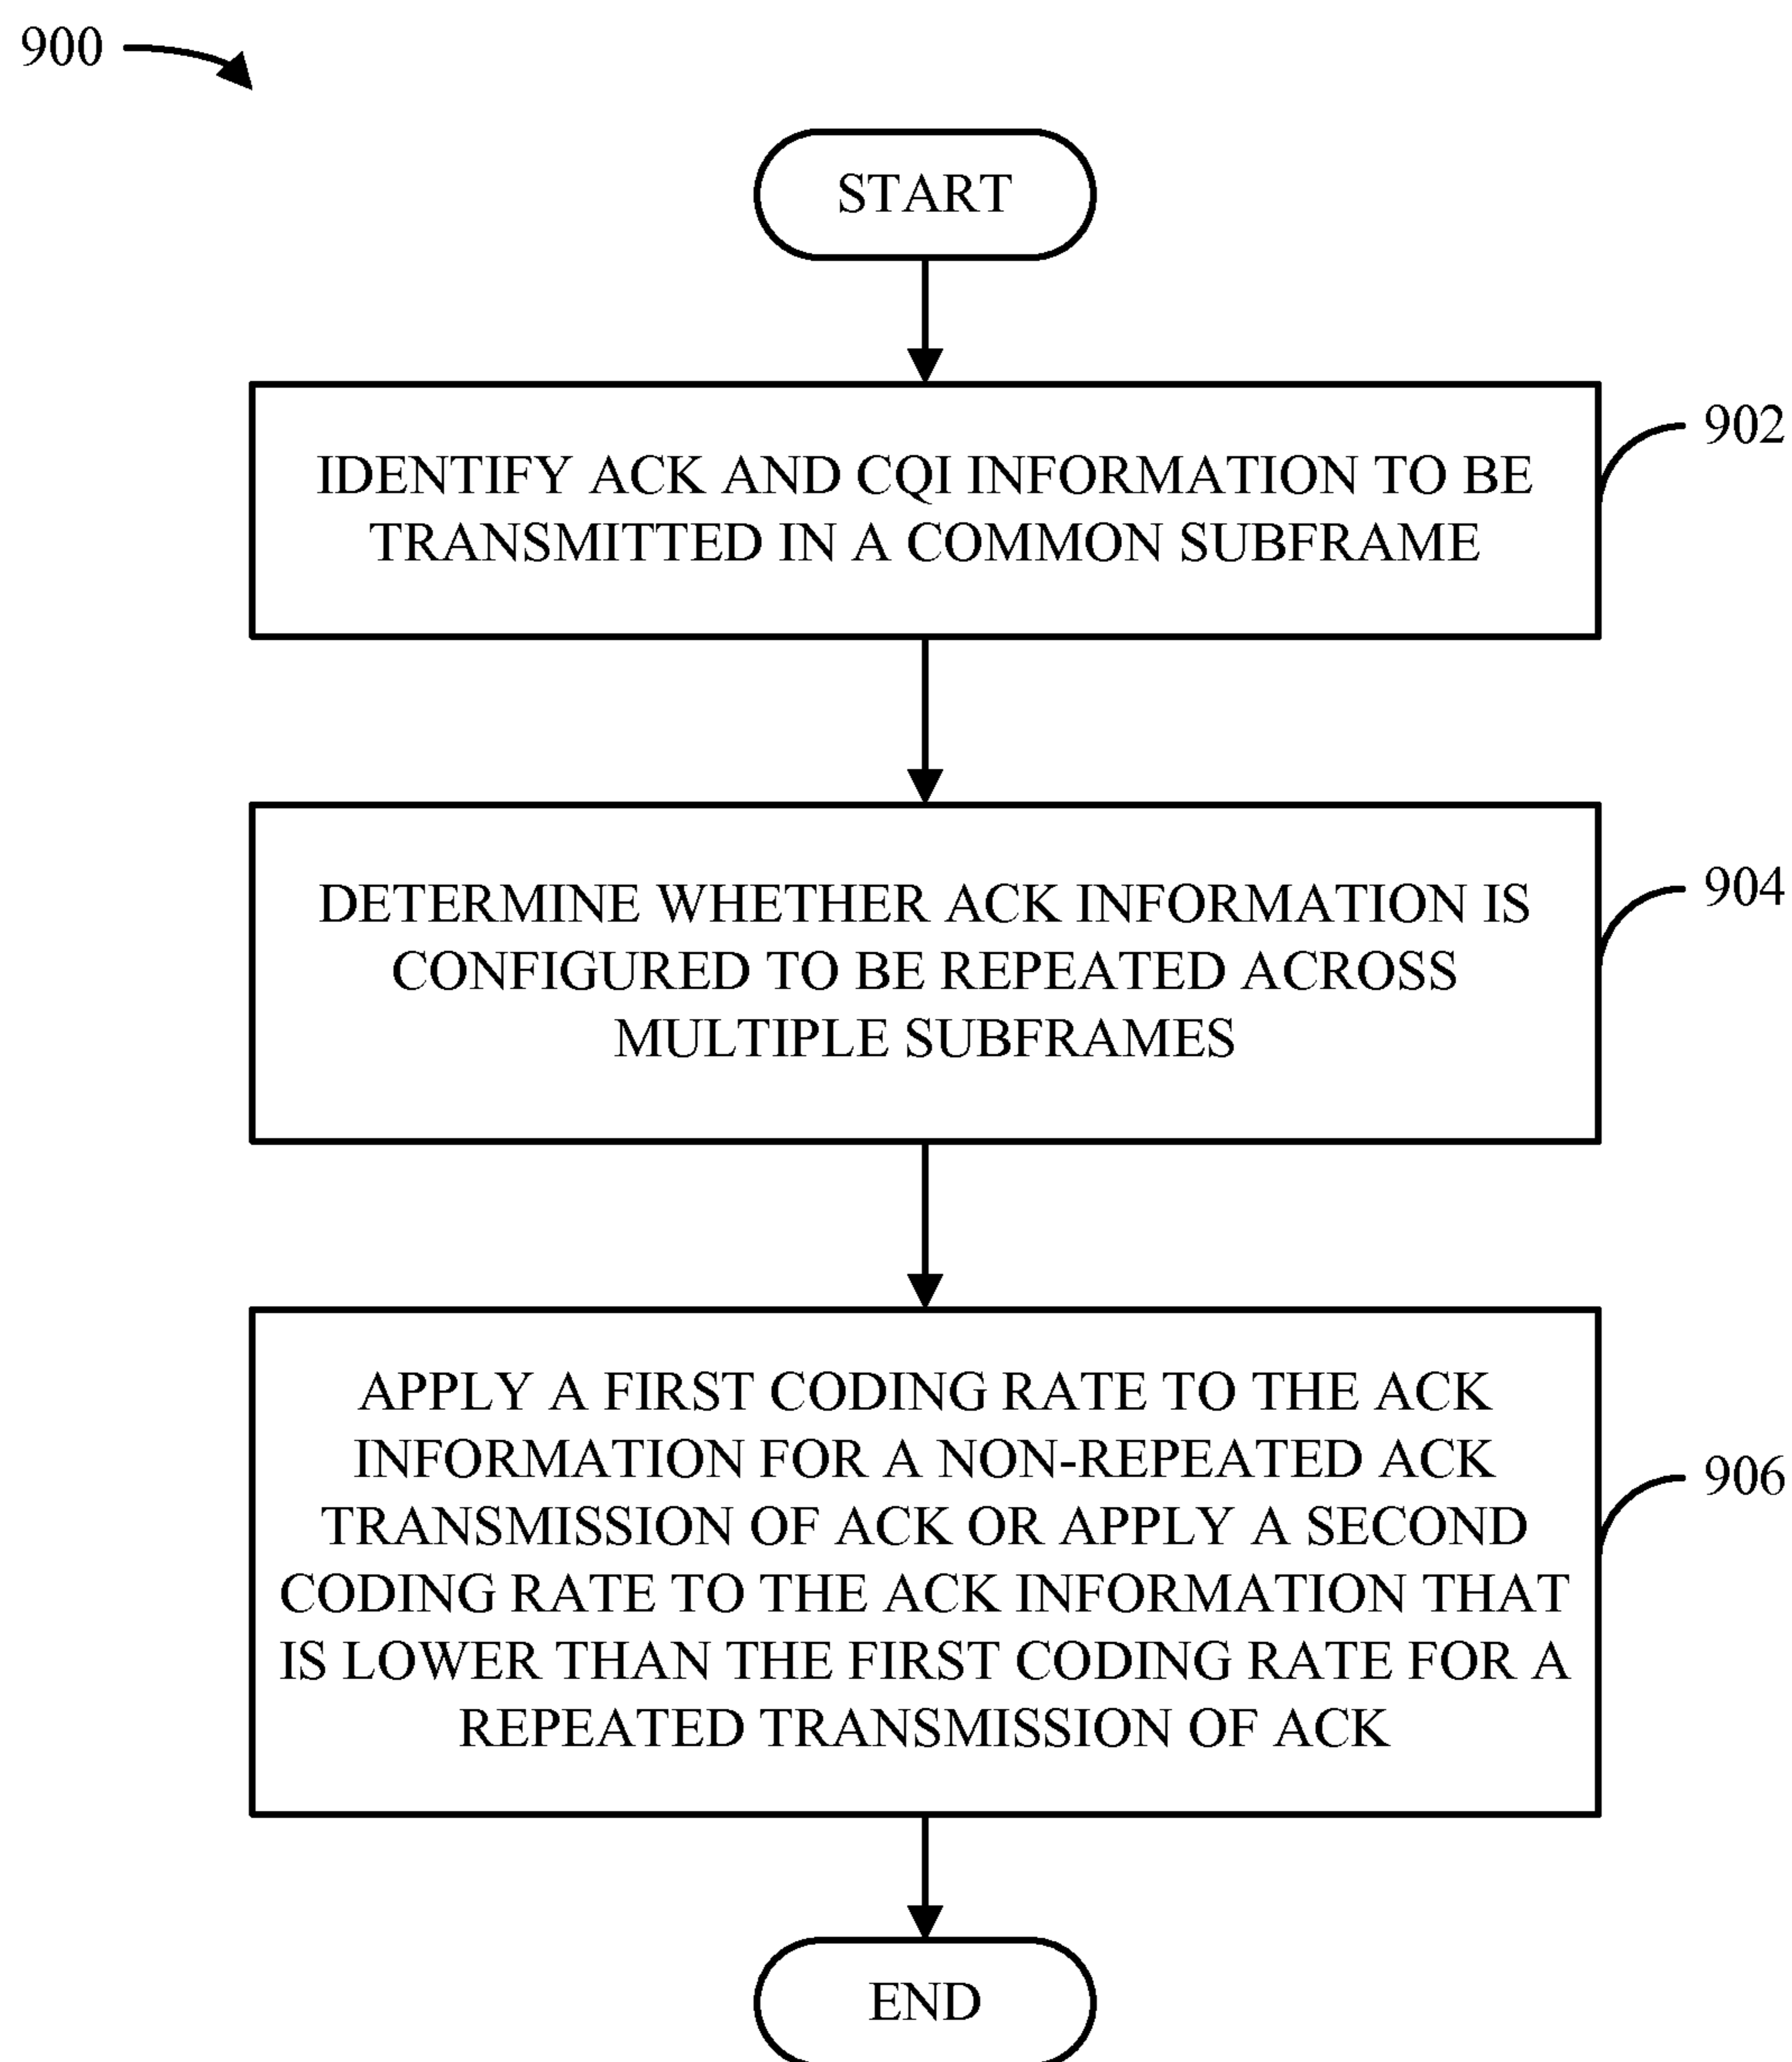 900
START
IDENTIFY ACK AND CQI INFORMATION TO BE
TRANSMITTED IN A COMMON SUBFRAME
902
DETERMINE WHETHER ACK INFORMATION IS
CONFIGURED TO BE REPEATED ACROSS
MULTIPLE SUBFRAMES
904
APPLY A FIRST CODING RATE TO THE ACK
INFORMATION FOR A NON-REPEATED ACK
TRANSMISSION OF ACK OR APPLY A SECOND
CODING RATE TO THE ACK INFORMATION THAT
IS LOWER THAN THE FIRST CODING RATE FOR A
REPEATED TRANSMISSION OF ACK
906
END